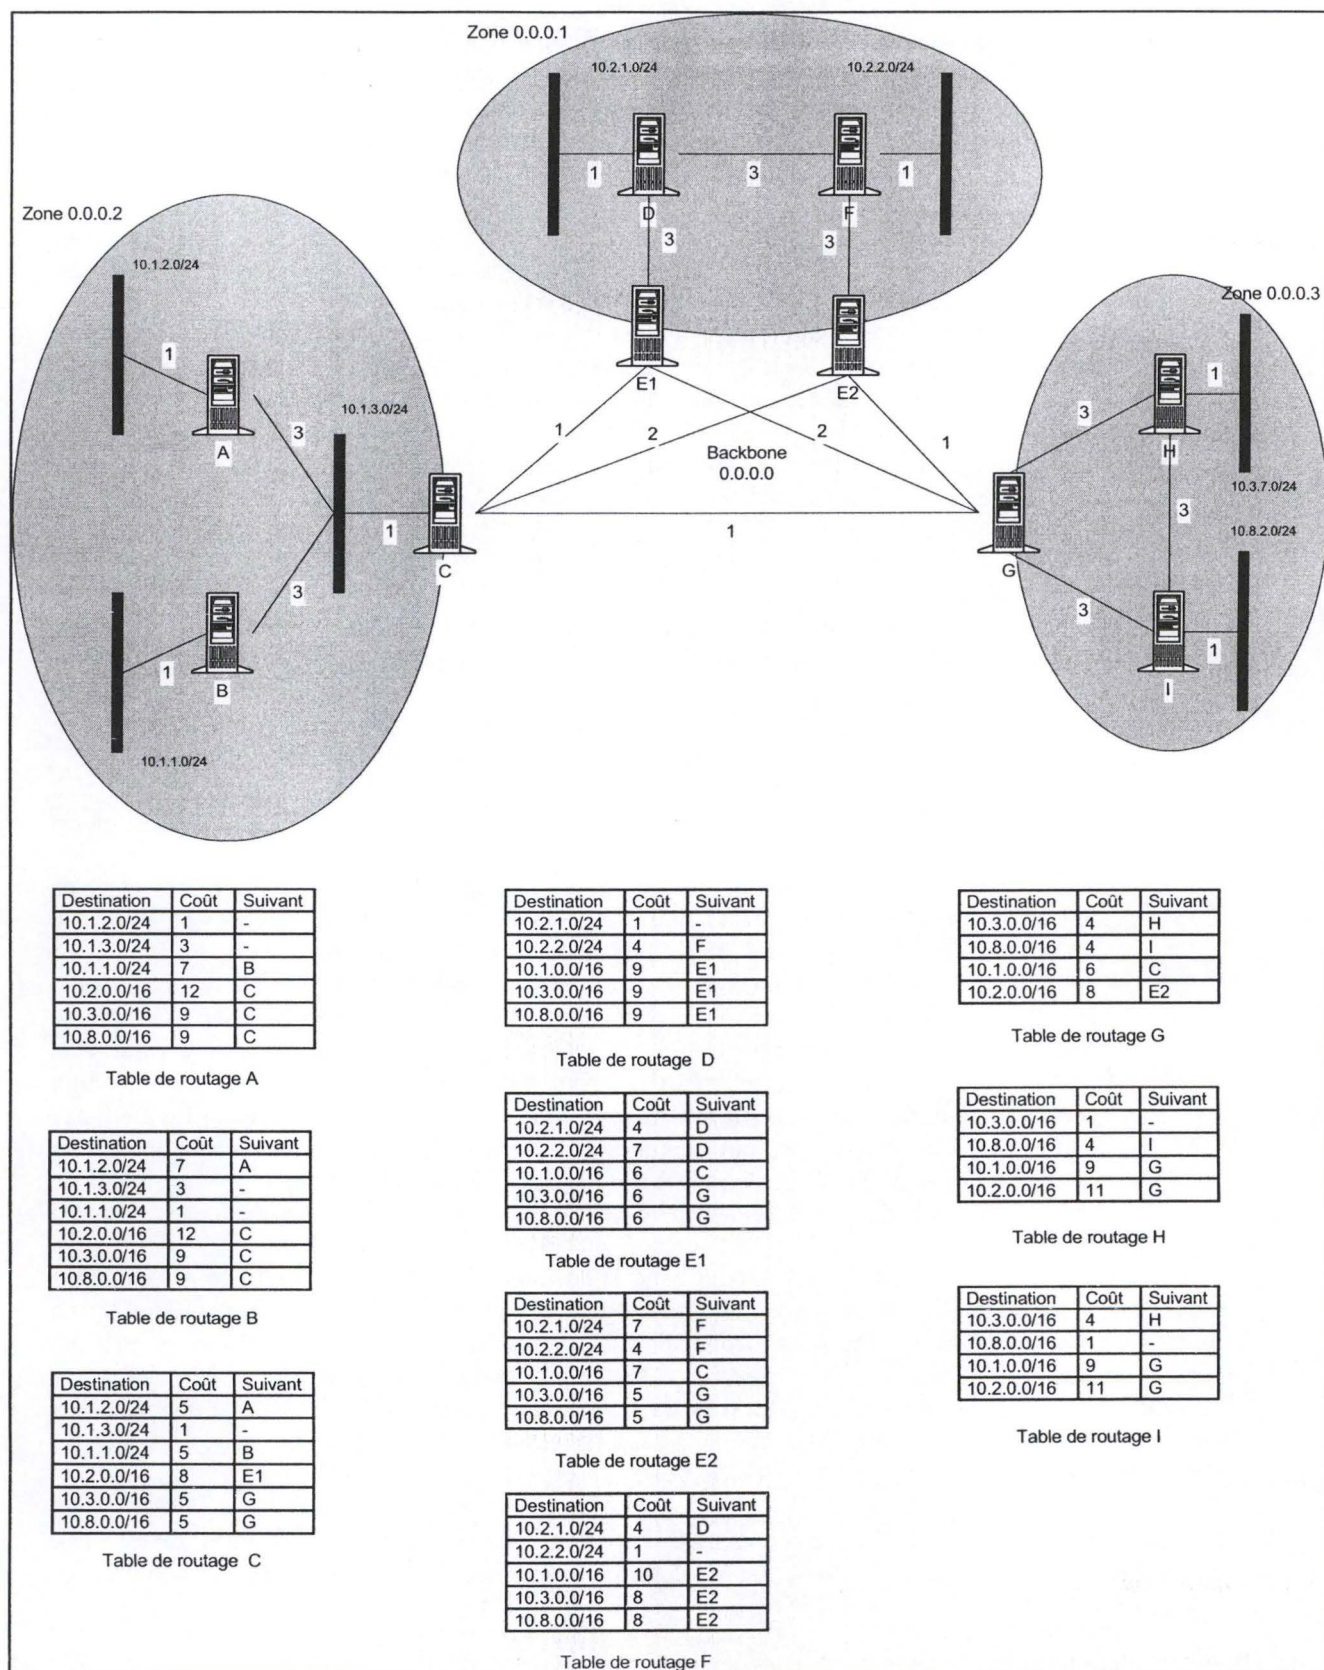 Zone 0.0.0.1
10.2.1.0/24
10.2.2.0/24
1
D
3
F
1
3
3
E1
E2
Zone 0.0.0.2
10.1.2.0/24
1
A
3
10.1.3.0/24
1
C
3
1
B
10.1.1.0/24
1
2
Backbone
0.0.0.0
2
1
1
Zone 0.0.0.3
3
H
1
10.3.7.0/24
3
10.8.2.0/24
G
3
1
I
Destination Coût Suivant
10.1.2.0/24 1 -
10.1.3.0/24 3 -
10.1.1.0/24 7 B
10.2.0.0/16 12 C
10.3.0.0/16 9 C
10.8.0.0/16 9 C
Table de routage A
Destination Coût Suivant
10.1.2.0/24 7 A
10.1.3.0/24 3 -
10.1.1.0/24 1 -
10.2.0.0/16 12 C
10.3.0.0/16 9 C
10.8.0.0/16 9 C
Table de routage B
Destination Coût Suivant
10.1.2.0/24 5 A
10.1.3.0/24 1 -
10.1.1.0/24 5 B
10.2.0.0/16 8 E1
10.3.0.0/16 5 G
10.8.0.0/16 5 G
Table de routage C
Destination Coût Suivant
10.2.1.0/24 1 -
10.2.2.0/24 4 F
10.1.0.0/16 9 E1
10.3.0.0/16 9 E1
10.8.0.0/16 9 E1
Table de routage D
Destination Coût Suivant
10.2.1.0/24 4 D
10.2.2.0/24 7 D
10.1.0.0/16 6 C
10.3.0.0/16 6 G
10.8.0.0/16 6 G
Table de routage E1
Destination Coût Suivant
10.2.1.0/24 7 F
10.2.2.0/24 4 F
10.1.0.0/16 7 C
10.3.0.0/16 5 G
10.8.0.0/16 5 G
Table de routage E2
Destination Coût Suivant
10.2.1.0/24 4 D
10.2.2.0/24 1 -
10.1.0.0/16 10 E2
10.3.0.0/16 8 E2
10.8.0.0/16 8 E2
Table de routage F
Destination Coût Suivant
10.3.0.0/16 4 H
10.8.0.0/16 4 I
10.1.0.0/16 6 C
10.2.0.0/16 8 E2
Table de routage G
Destination Coût Suivant
10.3.0.0/16 1 -
10.8.0.0/16 4 I
10.1.0.0/16 9 G
10.2.0.0/16 11 G
Table de routage H
Destination Coût Suivant
10.3.0.0/16 4 H
10.8.0.0/16 1 -
10.1.0.0/16 9 G
10.2.0.0/16 11 G
Table de routage I